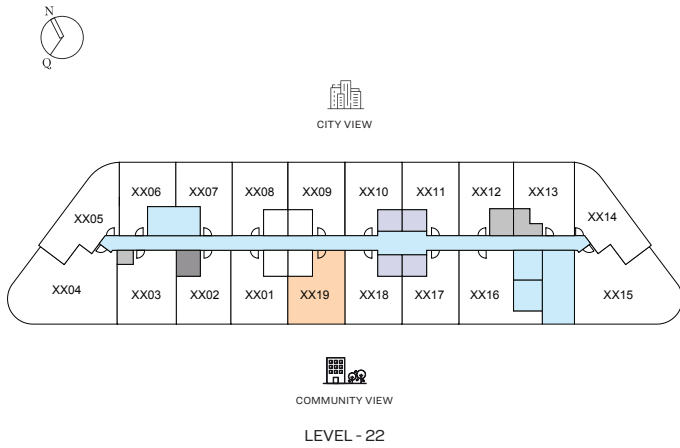 N
Q
CITY VIEW
XX06 XX07 XX08 XX09 XX10 XX11 XX12 XX13
XX05 XX14
XX04 XX03 XX02 XX01 XX19 XX18 XX17 XX16 XX15
COMMUNITY VIEW
LEVEL - 22